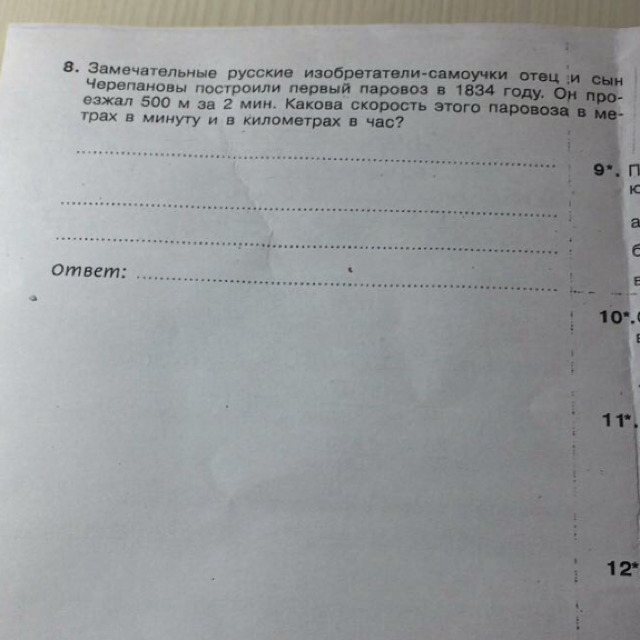 8. Замечательные русские изобретатели-самоучки отец и сын
Черепановы построили первый паровоз в 1834 году. Он про-
езжал 500 м за 2 мин. Какова скорость этого паровоза в ме-
трах в минуту и в километрах в час?
Ответ:
9*. П
ю
а
б
в
10*.
11*.
12*